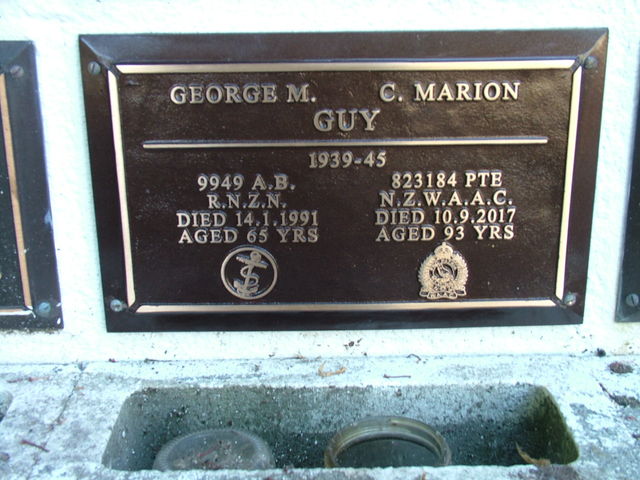 GEORGE M. C. MARION
GUY
1939-45
9949 A.B.
R.N.Z.N.
DIED 14.1.1991
AGED 65 YRS
823184 PTE
N.Z.W.A.A.C.
DIED 10.9.2017
AGED 93 YRS